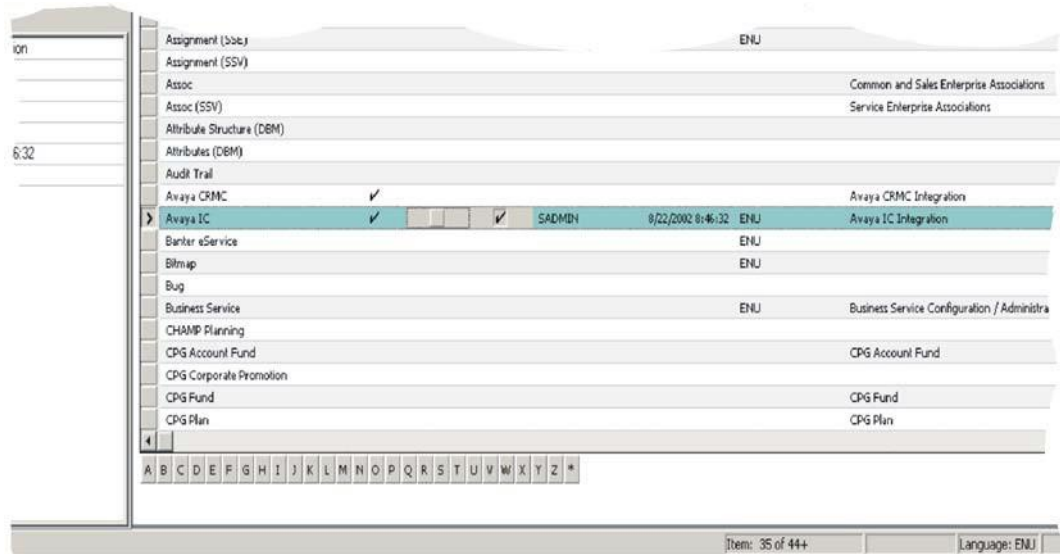 ion
6:32
Assignment (SSE) ENU
Assignment (SSV)
Assoc Common and Sales Enterprise Associations
Assoc (SSV) Service Enterprise Associations
Attribute Structure (DBM)
Attributes (DBM)
Audit Trail
Avaya CRMC ✓ Avaya CRMC Integration
Avaya IC ✓ ✓ SADMIN 8/22/2002 8:46:32 ENU Avaya IC Integration
Banter eService ENU
Bitmap ENU
Bug
Business Service ENU Business Service Configuration / Administra
CHAMP Planning
CPG Account Fund CPG Account Fund
CPG Corporate Promotion
CPG Fund CPG Fund
CPG Plan CPG Plan
A B C D E F G H I J K L M N O P Q R S T U V W X Y Z *
Item: 35 of 44+ Language: ENU